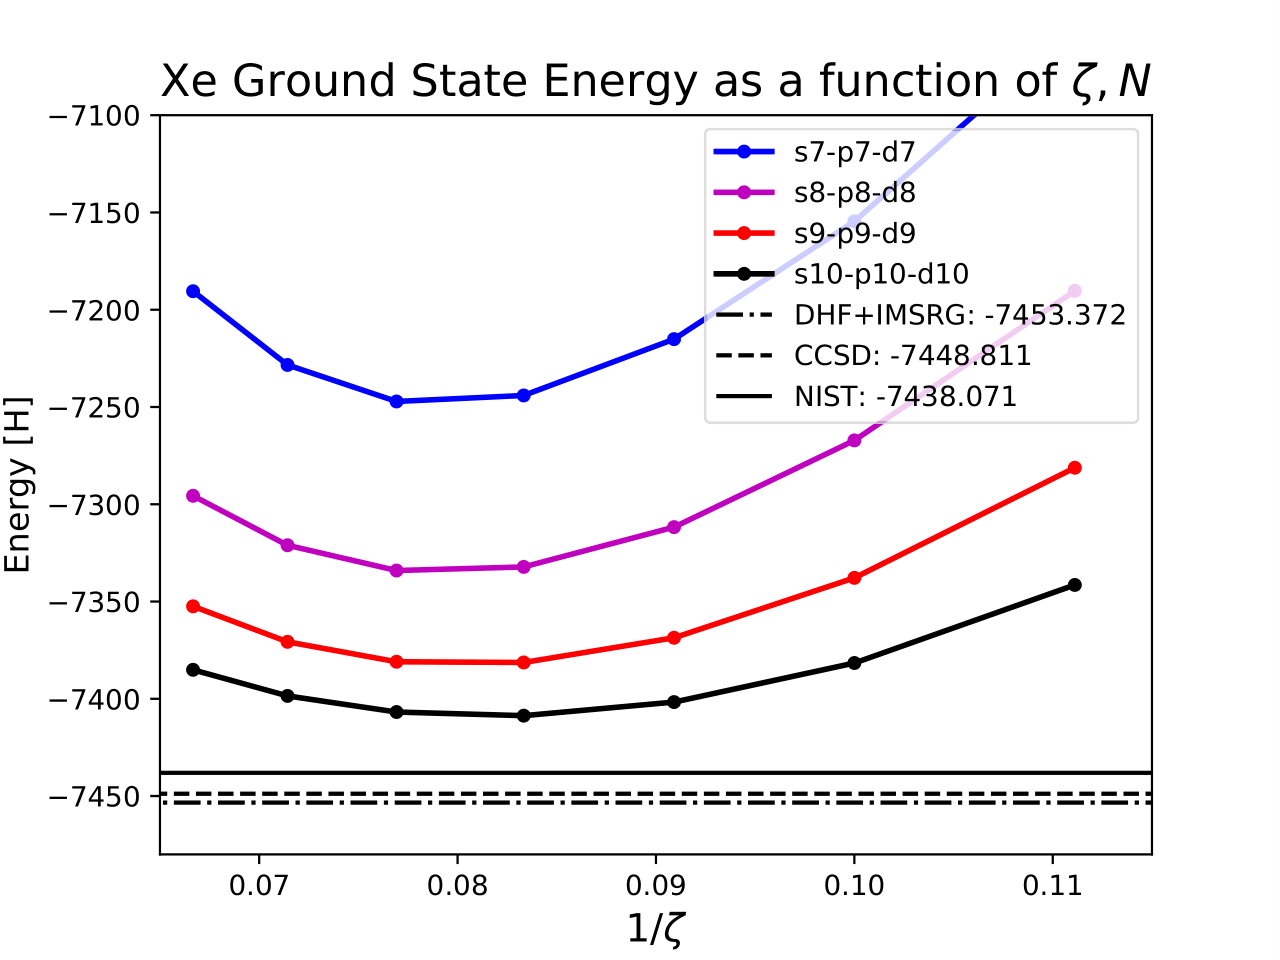 Xe Ground State Energy as a function of ζ, N
−7100
−7150
−7200
−7250
−7300
−7350
−7400
−7450
Energy [H]
s7-p7-d7
s8-p8-d8
s9-p9-d9
s10-p10-d10
DHF+IMSRG: -7453.372
CCSD: -7448.811
NIST: -7438.071
0.07 0.08 0.09 0.10 0.11
1/ζ